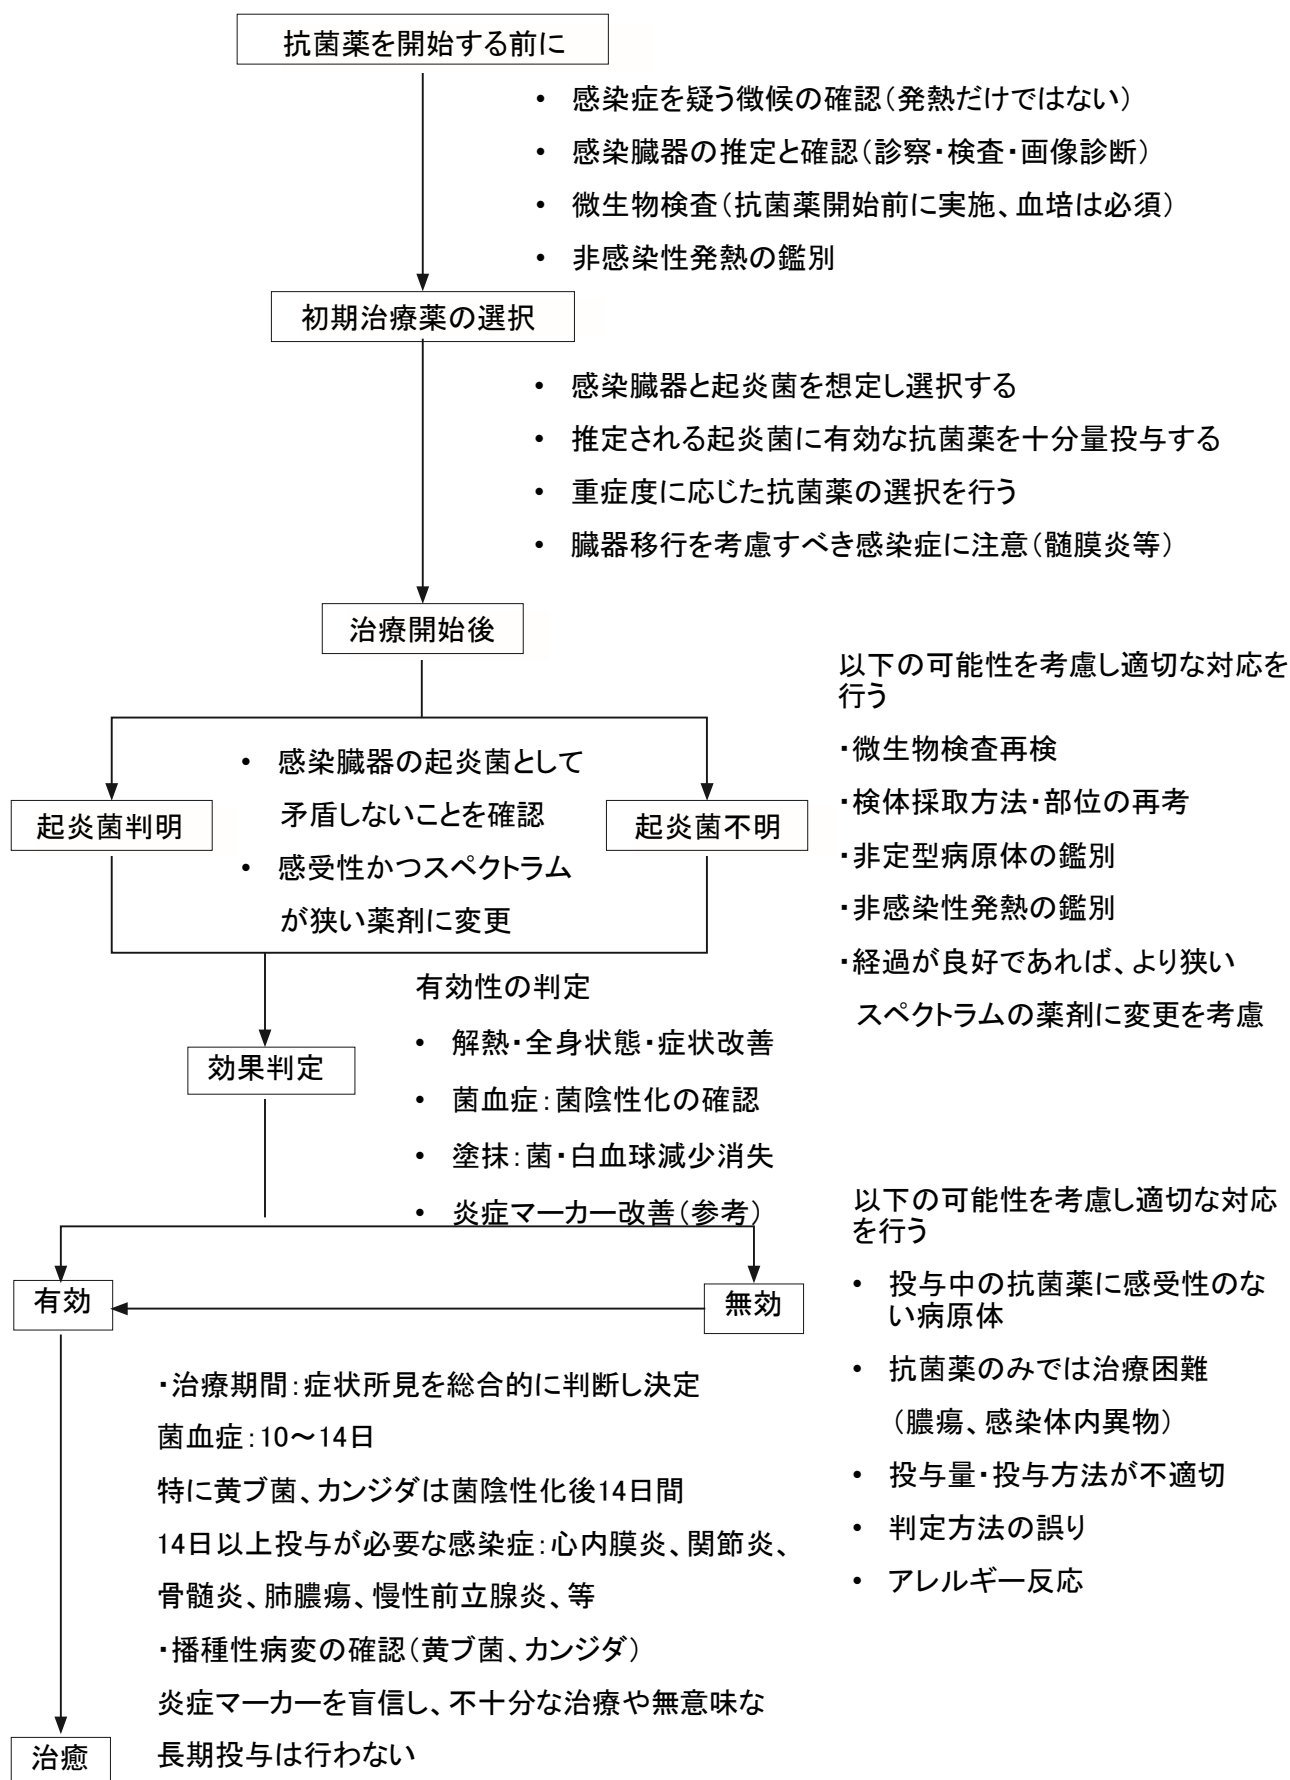 抗菌薬を開始する前に
• 感染症を疑う徴候の確認（発熱だけではない）
• 感染臓器の推定と確認（診察・検査・画像診断）
• 微生物検査（抗菌薬開始前に実施、血培は必須）
• 非感染性発熱の鑑別
初期治療薬の選択
• 感染臓器と起炎菌を想定し選択する
• 推定される起炎菌に有効な抗菌薬を十分量投与する
• 重症度に応じた抗菌薬の選択を行う
• 臓器移行を考慮すべき感染症に注意（髄膜炎等）
治療開始後
起炎菌判明
• 感染臓器の起炎菌として
矛盾しないことを確認
• 感受性かつスペクトラム
が狭い薬剤に変更
起炎菌不明
以下の可能性を考慮し適切な対応を
行う
・微生物検査再検
・検体採取方法・部位の再考
・非定型病原体の鑑別
・非感染性発熱の鑑別
・経過が良好であれば、より狭い
スペクトラムの薬剤に変更を考慮
効果判定
有効性の判定
• 解熱・全身状態・症状改善
• 菌血症：菌陰性化の確認
• 塗抹：菌・白血球減少消失
• 炎症マーカー改善（参考）
有効
無効
以下の可能性を考慮し適切な対応
を行う
• 投与中の抗菌薬に感受性のな
い病原体
• 抗菌薬のみでは治療困難
（膿瘍、感染体内異物）
• 投与量・投与方法が不適切
• 判定方法の誤り
• アレルギー反応
・治療期間：症状所見を総合的に判断し決定
菌血症：10～14日
特に黄ブ菌、カンジダは菌陰性化後14日間
14日以上投与が必要な感染症：心内膜炎、関節炎、
骨髄炎、肺膿瘍、慢性前立腺炎、等
・播種性病変の確認（黄ブ菌、カンジダ）
炎症マーカーを盲信し、不十分な治療や無意味な
長期投与は行わない
治癒